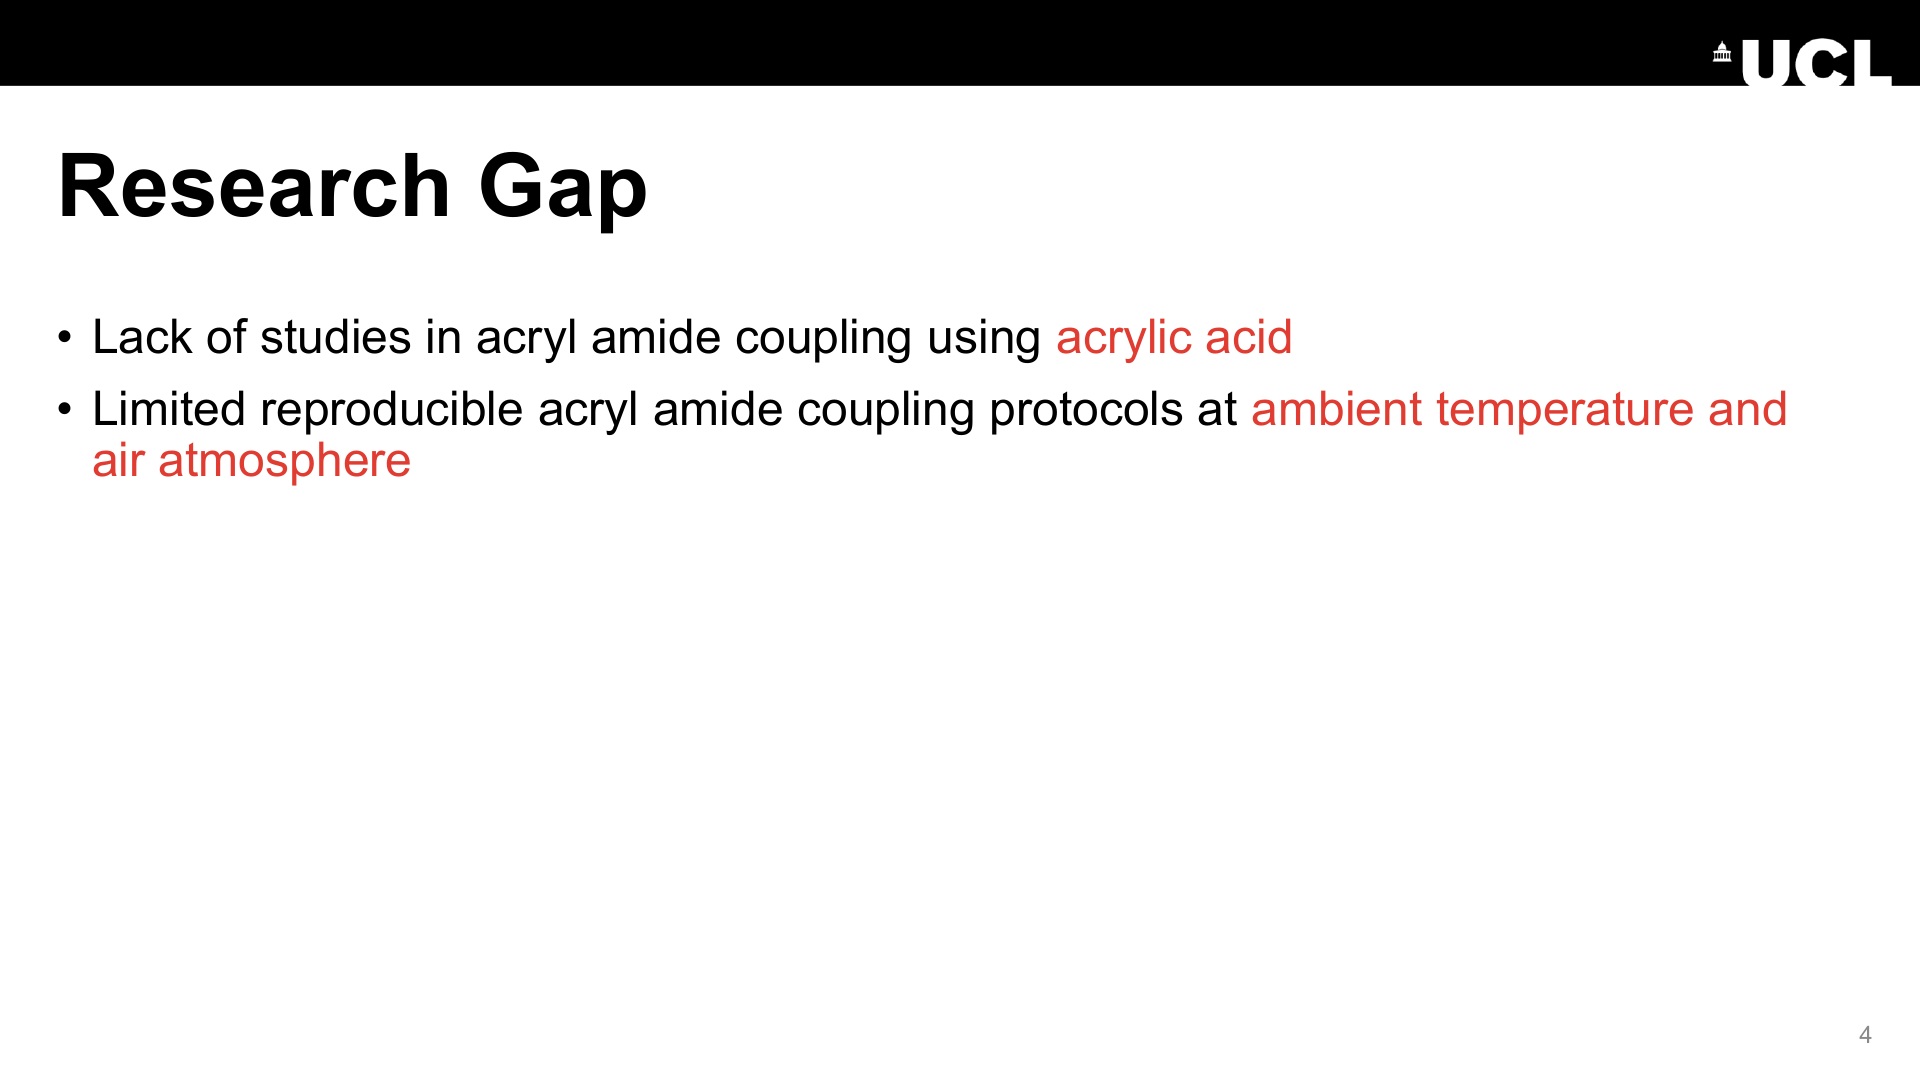 UCL
Research Gap
• Lack of studies in acryl amide coupling using acrylic acid
• Limited reproducible acryl amide coupling protocols at ambient temperature and
air atmosphere
4